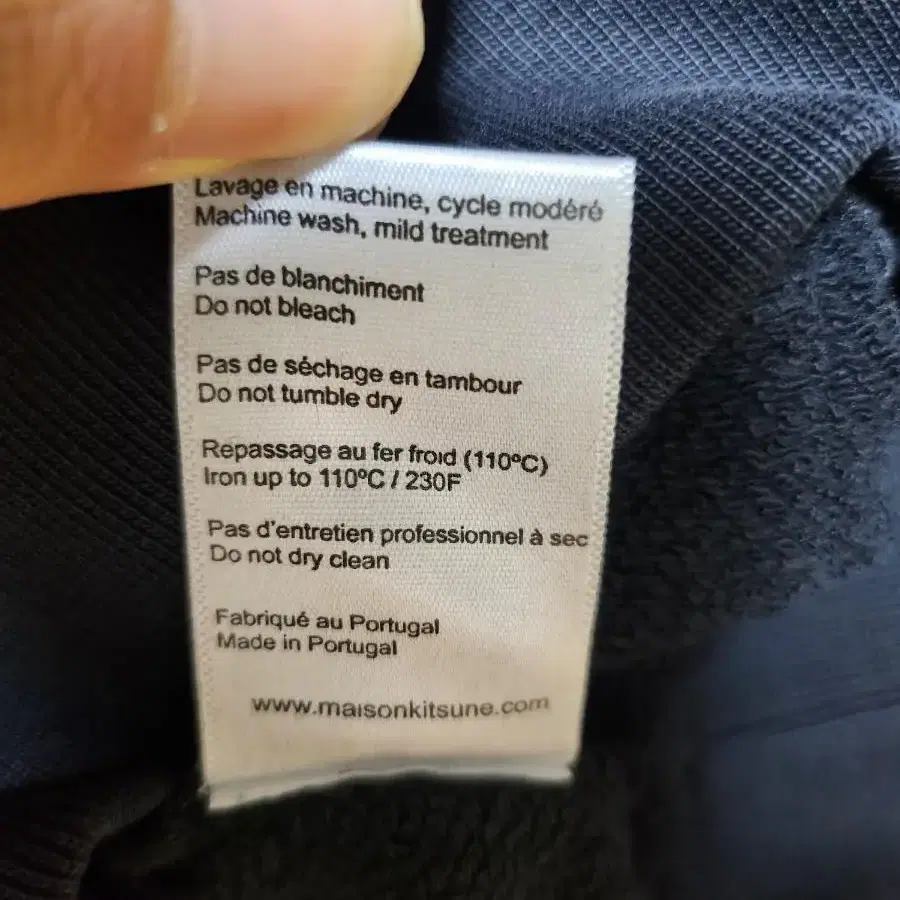 Lavage en machine, cycle modéré
Machine wash, mild treatment
Pas de blanchiment
Do not bleach
Pas de séchage en tambour
Do not tumble dry
Repassage au fer froid (110ºC)
Iron up to 110ºC / 230F
Pas d'entretien professionnel à sec
Do not dry clean
Fabriqué au Portugal
Made in Portugal
www.maisonkitsune.com